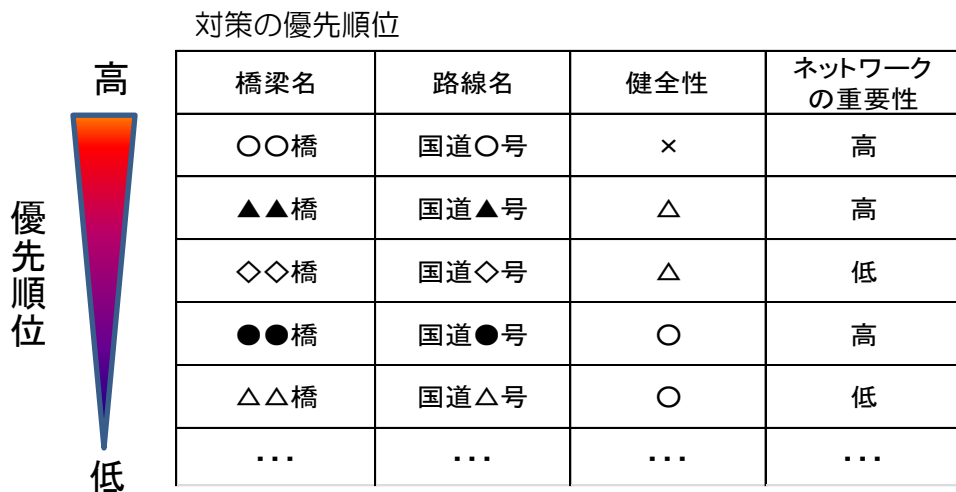 対策の優先順位
高
優先順位
低
橋梁名 路線名 健全性 ネットワークの重要性
〇〇橋 国道〇号 × 高
▲▲橋 国道▲号 △ 高
◇◇橋 国道◇号 △ 低
●●橋 国道●号 〇 高
△△橋 国道△号 〇 低
・・・ ・・・ ・・・ ・・・